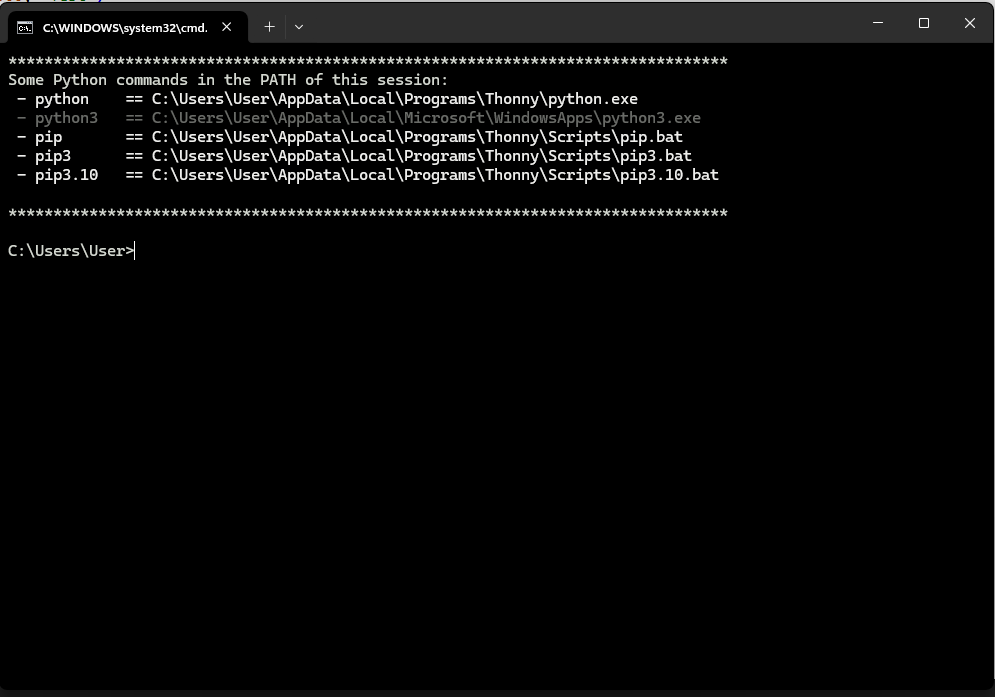 C:\WINDOWS\system32\cmd.
********************************************************************************
Some Python commands in the PATH of this session:
 - python    == C:\Users\User\AppData\Local\Programs\Thonny\python.exe
 - python3   == C:\Users\User\AppData\Local\Microsoft\WindowsApps\python3.exe
 - pip       == C:\Users\User\AppData\Local\Programs\Thonny\Scripts\pip.bat
 - pip3      == C:\Users\User\AppData\Local\Programs\Thonny\Scripts\pip3.bat
 - pip3.10   == C:\Users\User\AppData\Local\Programs\Thonny\Scripts\pip3.10.bat
********************************************************************************
C:\Users\User>